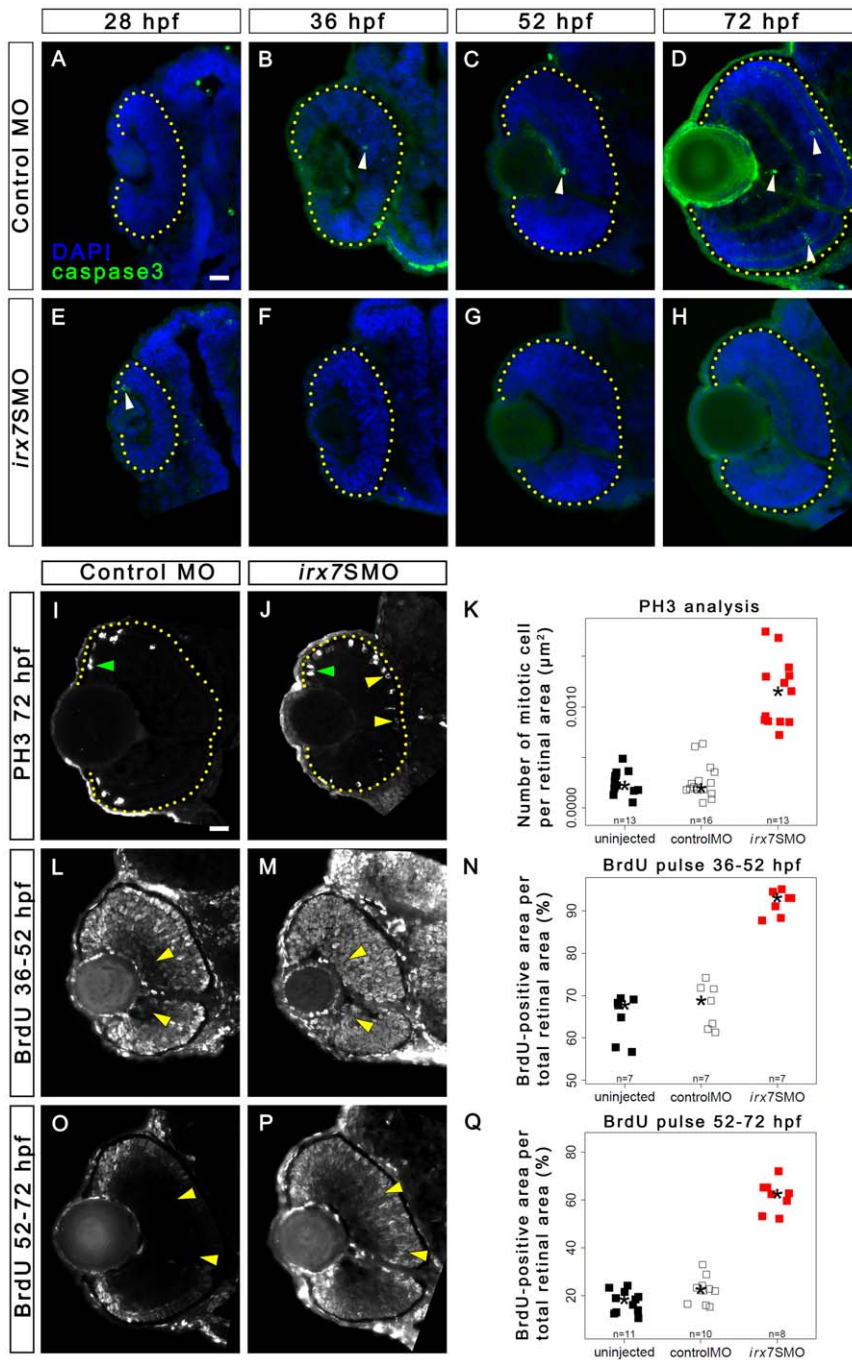 28 hpf 36 hpf 52 hpf 72 hpf
Control MO
A B C D
DAPI
caspase3
irx7SMO
E F G H
Control MO irx7SMO
PH3 72 hpf
I J
K PH3 analysis
Number of mitotic cell
per retinal area (µm²)
0.0010
0.0000
n=13 n=16 n=13
uninjected controlMO irx7SMO
BrdU 36-52 hpf
L M
N BrdU pulse 36-52 hpf
BrdU-positive area per
total retinal area (%)
90
80
70
60
50
n=7 n=7 n=7
uninjected controlMO irx7SMO
BrdU 52-72 hpf
O P
Q BrdU pulse 52-72 hpf
BrdU-positive area per
total retinal area (%)
80
60
40
20
n=11 n=10 n=8
uninjected controlMO irx7SMO